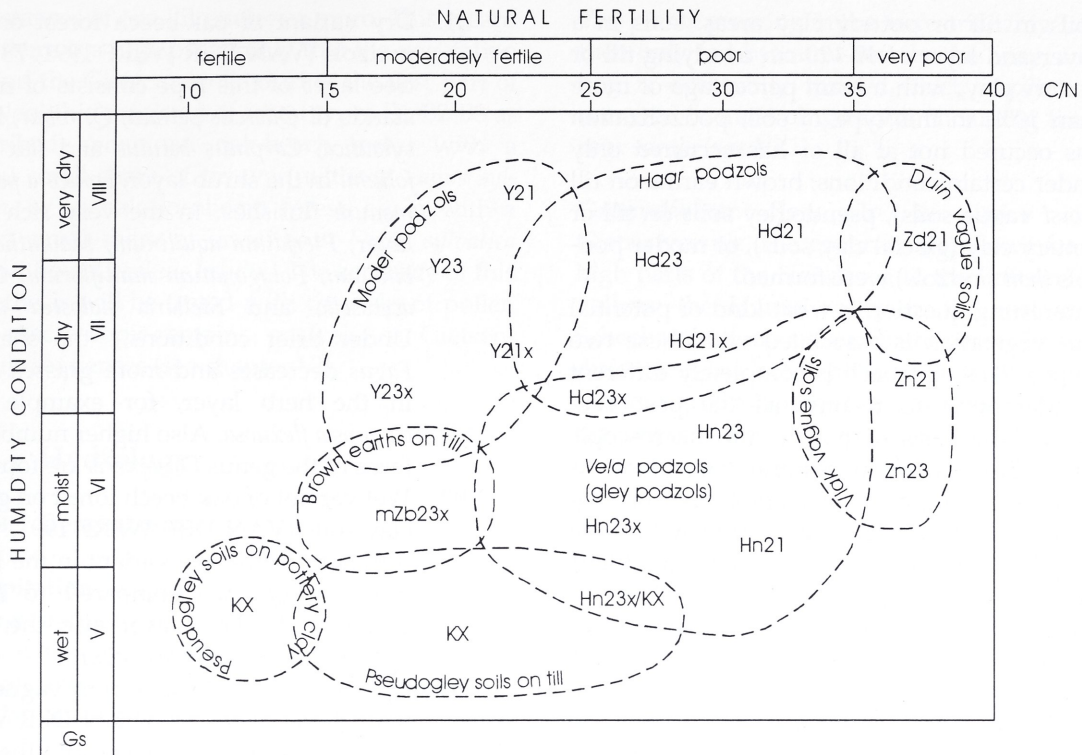 NATURAL FERTILITY
fertile moderately fertile poor very poor
10 15 20 25 30 35 40 C/N
HUMIDITY CONDITION
very dry
VIII
dry
VII
moist
VI
wet
V
Gs
Moder podzols
Y21
Y23
Y21x
Y23x
Haar podzols
Hd21
Hd23
Hd21x
Hd23x
Duin vague soils
Zd21
Zn21
Zn23
Vlak vague soils
Hn23
Veld podzols
(gley podzols)
Hn23x
Hn21
Brown earths on till
mZb23x
Pseudogley soils on pottery clay
KX
Hn23x/KX
KX
Pseudogley soils on till